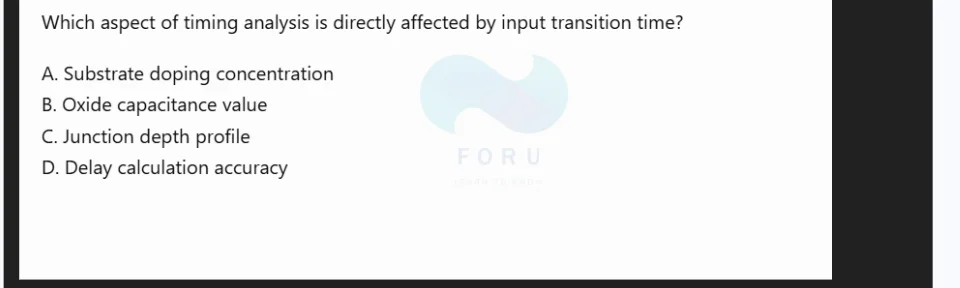 Which aspect of timing analysis is directly affected by input transition time?
A. Substrate doping concentration
B. Oxide capacitance value
C. Junction depth profile
D. Delay calculation accuracy
FORU